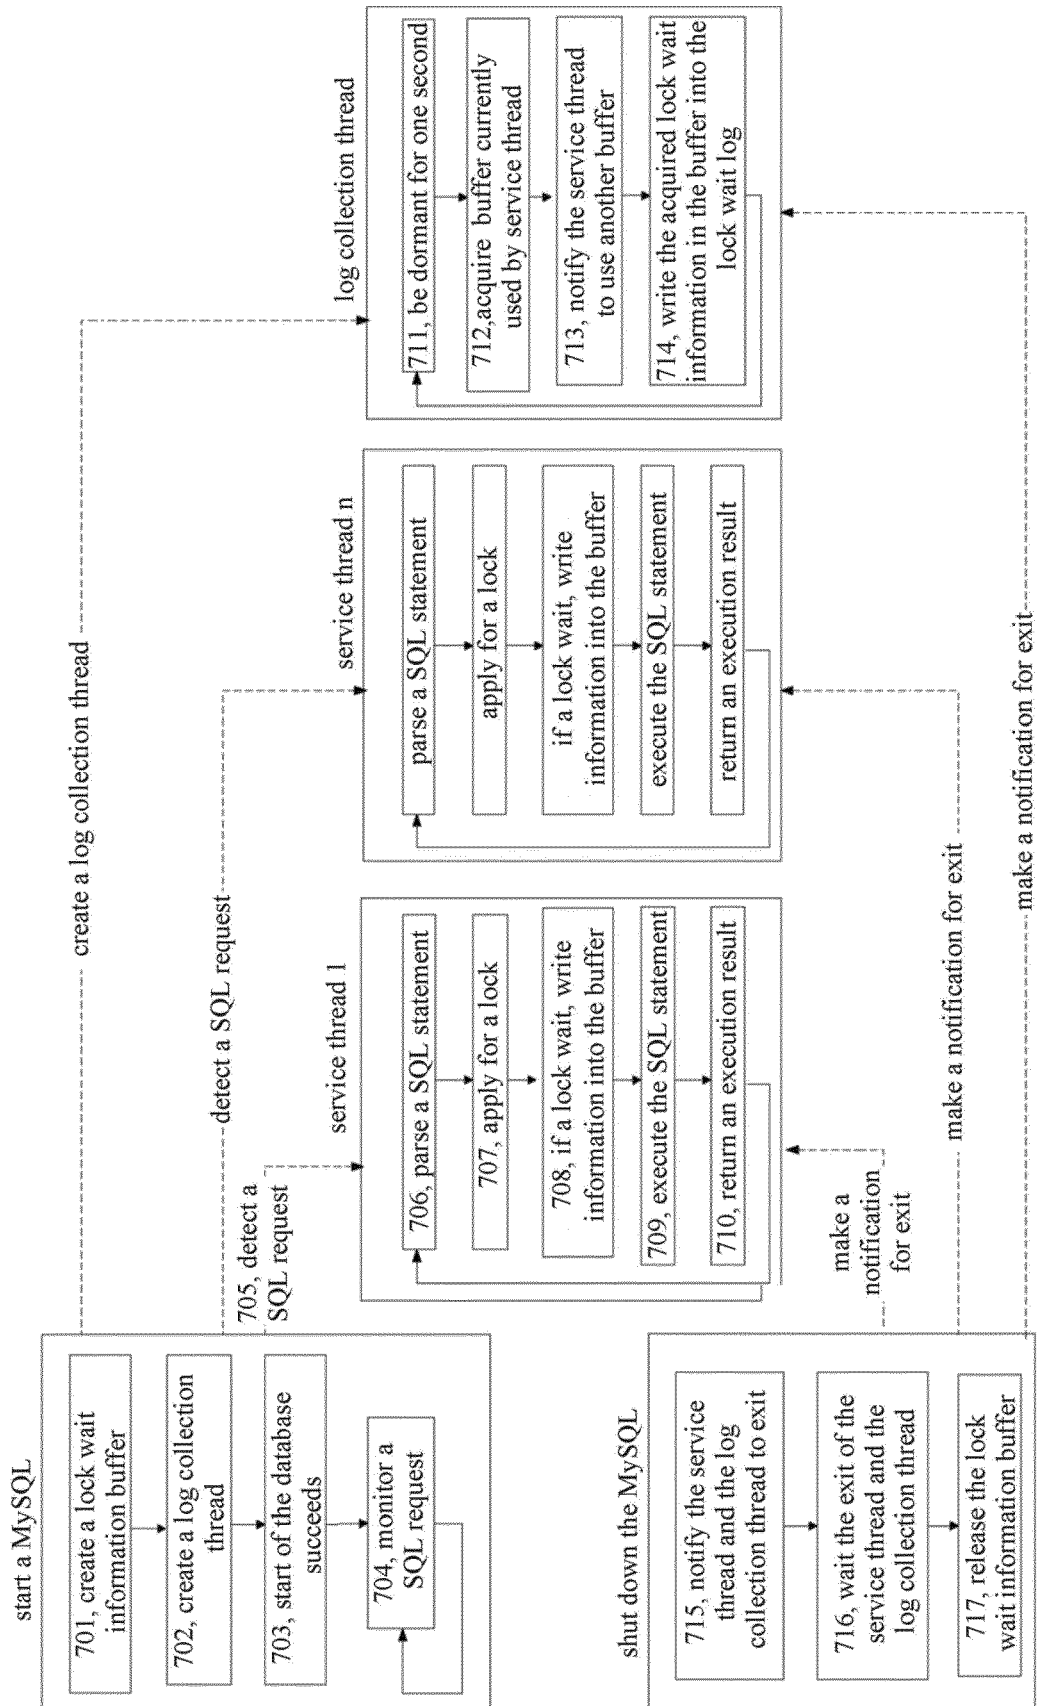 start a MySQL
701, create a lock wait
information buffer
702, create a log collection
thread
703, start of the database
succeeds
704, monitor a
SQL request
create a log collection thread
detect a SQL request
705, detect a
SQL request
service thread 1
706, parse a SQL statement
707, apply for a lock
708, if a lock wait, write
information into the buffer
709, execute the SQL statement
710, return an execution result
service thread n
parse a SQL statement
apply for a lock
if a lock wait, write
information into the buffer
execute the SQL statement
return an execution result
log collection thread
711, be dormant for one second
712,acquire buffer currently
used by service thread
713, notify the service thread
to use another buffer
714, write the acquired lock wait
information in the buffer into the
lock wait log
shut down the MySQL
715, notify the service
thread and the log
collection thread to exit
716, wait the exit of the
service thread and the
log collection thread
717, release the lock
wait information buffer
make a
notification
for exit
make a notification for exit
make a notification for exit